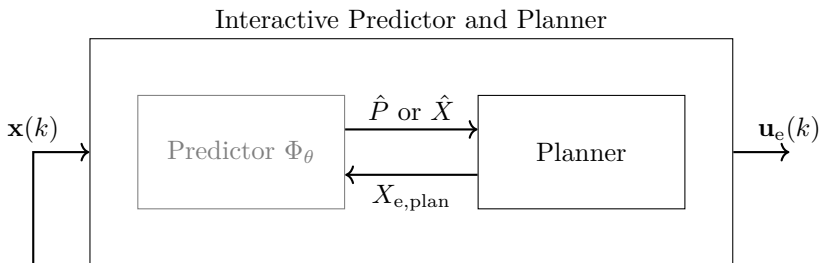 Interactive Predictor and Planner
x(k)
Predictor Φ_θ
P̂ or X̂
X_e,plan
Planner
u_e(k)